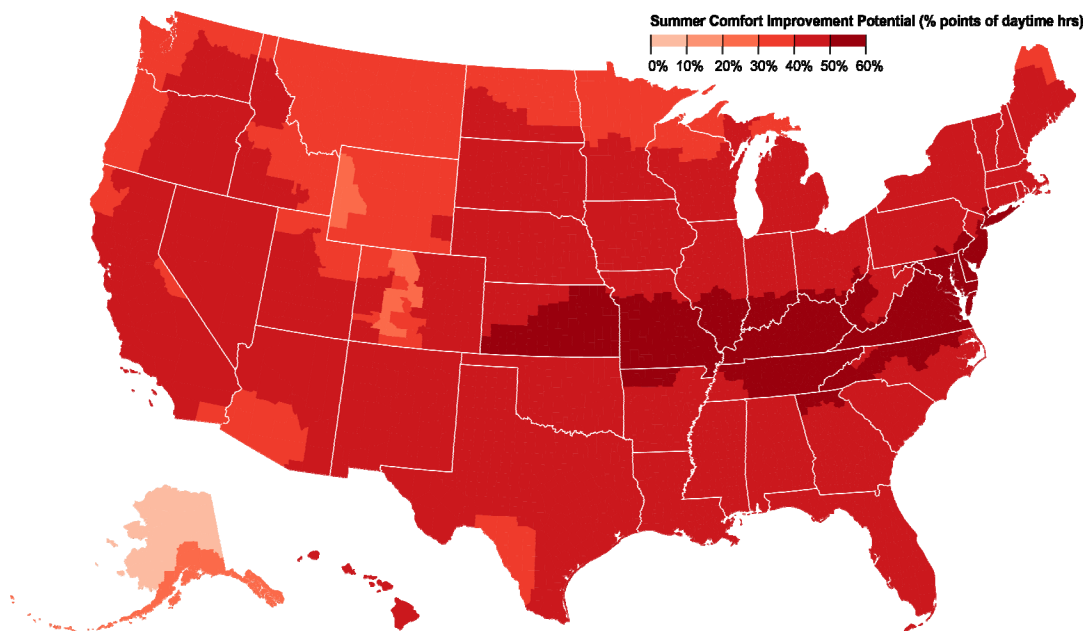 Summer Comfort Improvement Potential (% points of daytime hrs)
0% 10% 20% 30% 40% 50% 60%